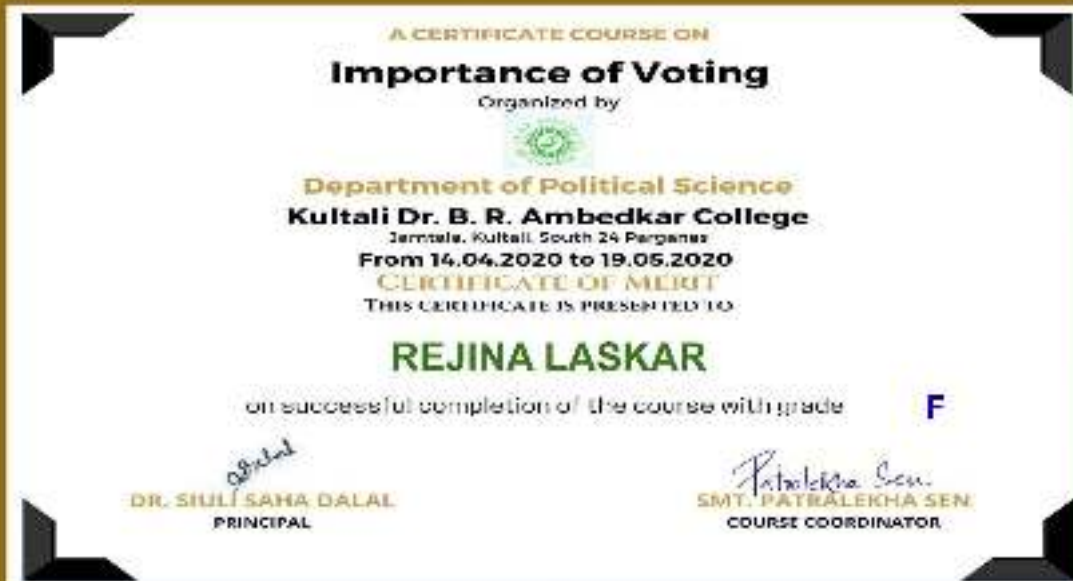 A CERTIFICATE COURSE ON
Importance of Voting
Organized by
Department of Political Science
Kultali Dr. B. R. Ambedkar College
Kultali, South 24 Parganas
From 14.04.2020 to 19.05.2020
CERTIFICATE OF MERIT
THIS CERTIFICATE IS PRESENTED TO
REJINA LASKAR
on successful completion of the course with grade F
Patralekha Sen.
DR. SIULI SAHA DALAL
SMT. PATRALEKHA SEN
PRINCIPAL
COURSE COORDINATOR